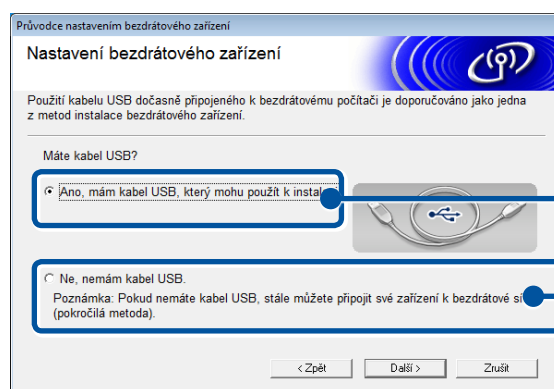 Průvodce nastavením bezdrátového zařízení
Nastavení bezdrátového zařízení
Použití kabelu USB dočasně připojeného k bezdrátovému počítači je doporučováno jako jedna
z metod instalace bezdrátového zařízení.
Máte kabel USB?
Ano, mám kabel USB, který mohu použít k
Ne, nemám kabel USB.
Poznámka: Pokud nemáte kabel USB, stále můžete připojit své zařízení k bezdrátové
(pokročilá metoda).
< Zpět
Další >
Zrušit